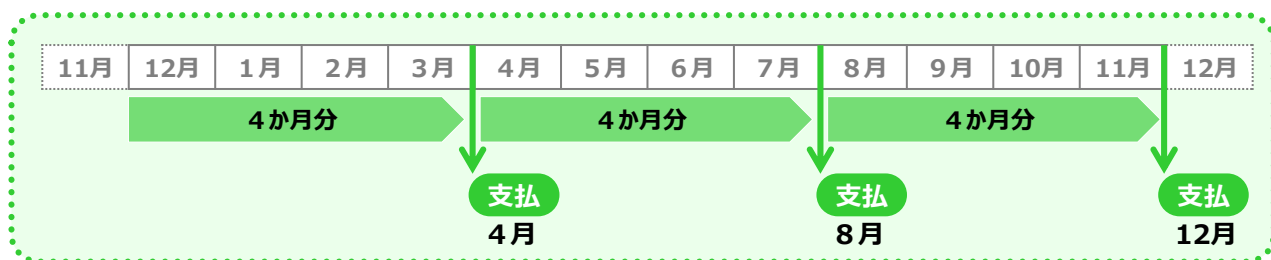 11月 12月 1月 2月 3月 4月 5月 6月 7月 8月 9月 10月 11月 12月
4か月分 4か月分 4か月分
支払 支払 支払
4月 8月 12月